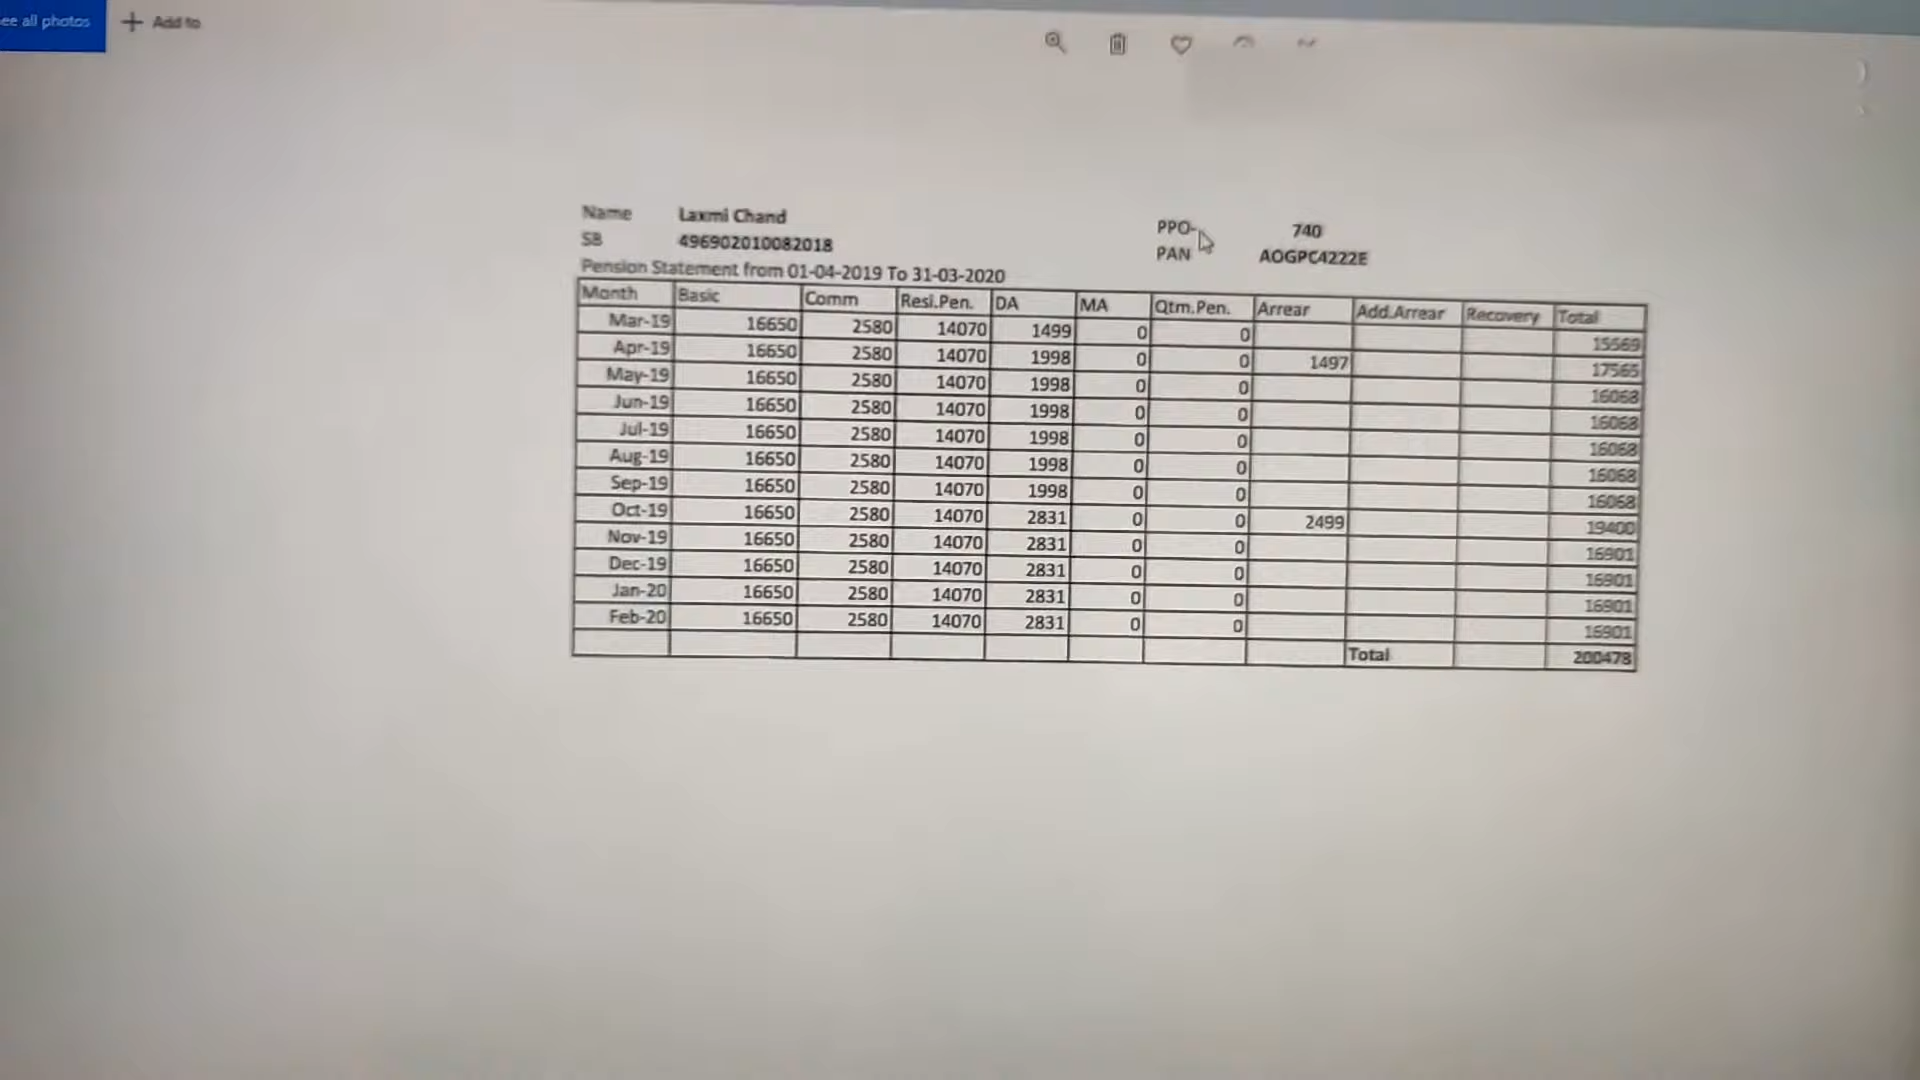 ee all photos + Add to
Name Laxmi Chand PPO- 740
SB 496902010082018 PAN AOGPC4222E
Pension Statement from 01-04-2019 To 31-03-2020
Month Basic Comm Resi.Pen. DA MA Qtm.Pen. Arrear Add.Arrear Recovery Total
Mar-19 16650 2580 14070 1499 0 0 15569
Apr-19 16650 2580 14070 1998 0 0 1497 17565
May-19 16650 2580 14070 1998 0 0 16068
Jun-19 16650 2580 14070 1998 0 0 16068
Jul-19 16650 2580 14070 1998 0 0 16068
Aug-19 16650 2580 14070 1998 0 0 16068
Sep-19 16650 2580 14070 1998 0 0 16068
Oct-19 16650 2580 14070 2831 0 0 2499 19400
Nov-19 16650 2580 14070 2831 0 0 16901
Dec-19 16650 2580 14070 2831 0 0 16901
Jan-20 16650 2580 14070 2831 0 0 16901
Feb-20 16650 2580 14070 2831 0 0 16901
Total 200478